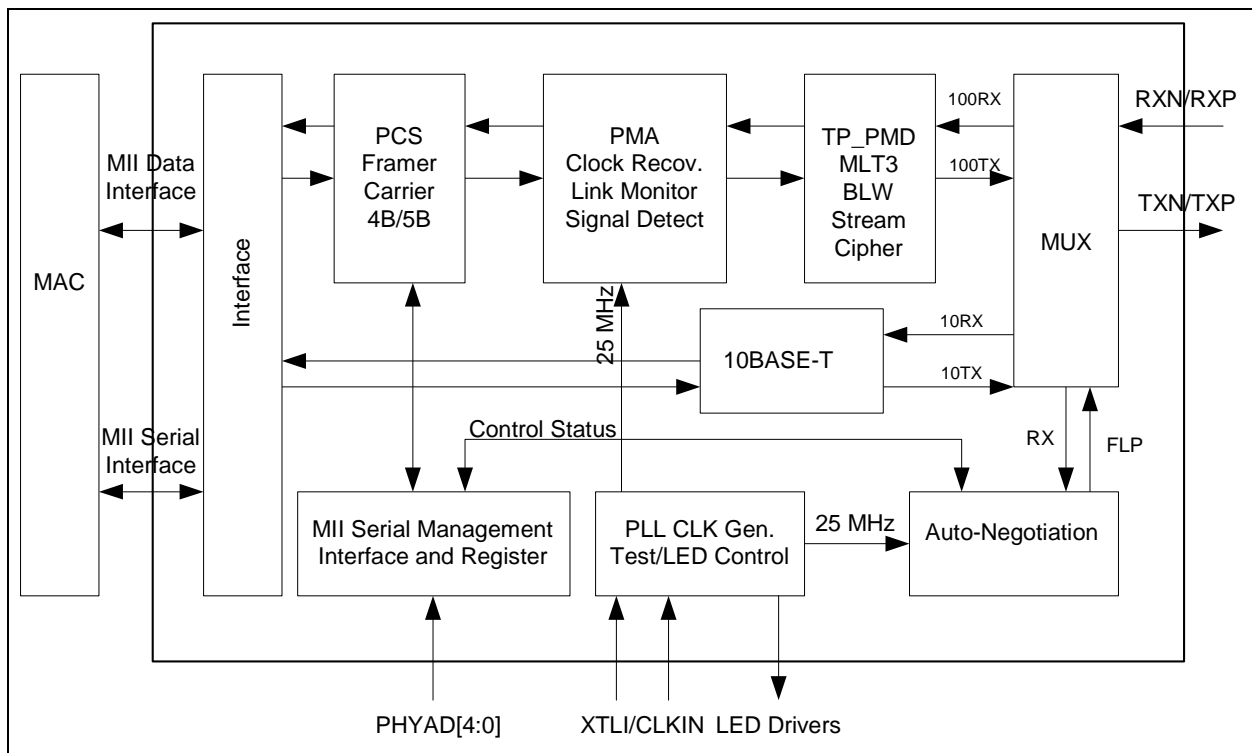 MAC
MII Data
Interface
MII Serial
Interface
Interface
PCS
Framer
Carrier
4B/5B
PMA
Clock Recov.
Link Monitor
Signal Detect
TP_PMD
MLT3
BLW
Stream
Cipher
100RX
100TX
MUX
RXN/RXP
TXN/TXP
25 MHz
10BASE-T
10RX
10TX
Control Status
RX
FLP
MII Serial Management
Interface and Register
PLL CLK Gen.
Test/LED Control
25 MHz
Auto-Negotiation
PHYAD[4:0]
XTLI/CLKIN
LED Drivers